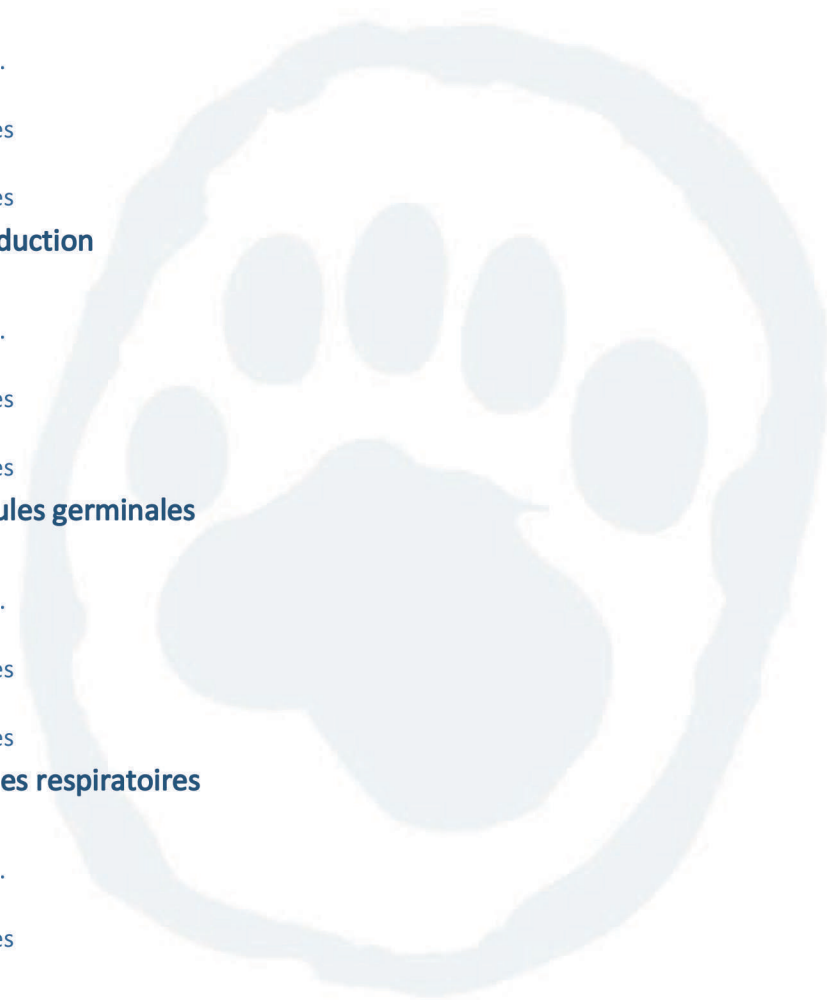 .
es
es
duction
.
es
es
ules germinales
.
es
es
es respiratoires
.
es